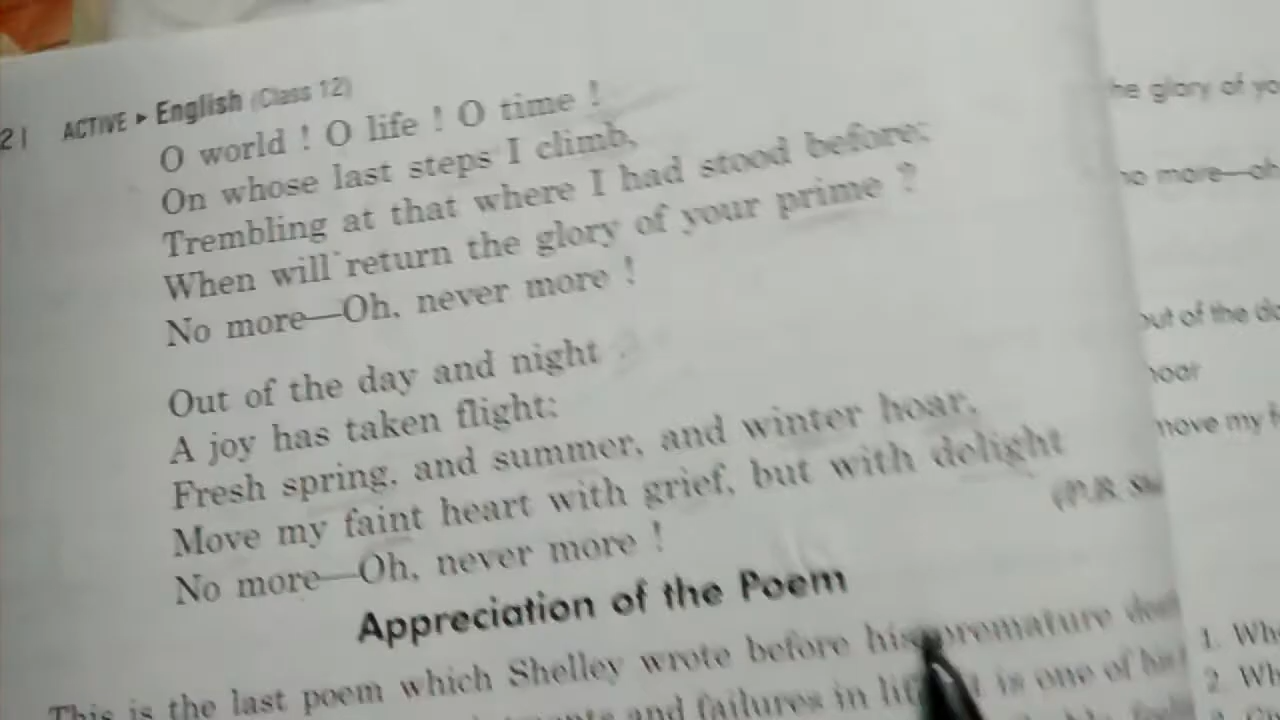 2 | ACTIVE ▸ English (Class 12)
O world ! O life ! O time !
On whose last steps I climb,
Trembling at that where I had stood before;
When will return the glory of your prime ?
No more—Oh, never more !
Out of the day and night
A joy has taken flight:
Fresh spring, and summer, and winter hoar,
Move my faint heart with grief, but with delight
No more—Oh, never more !
(P.B.
Appreciation of the Poem
This is the last poem which Shelley wrote before his premature
and failures in is one of
he glory of
no more—oh
out of the
hoar
move my
1.
2.